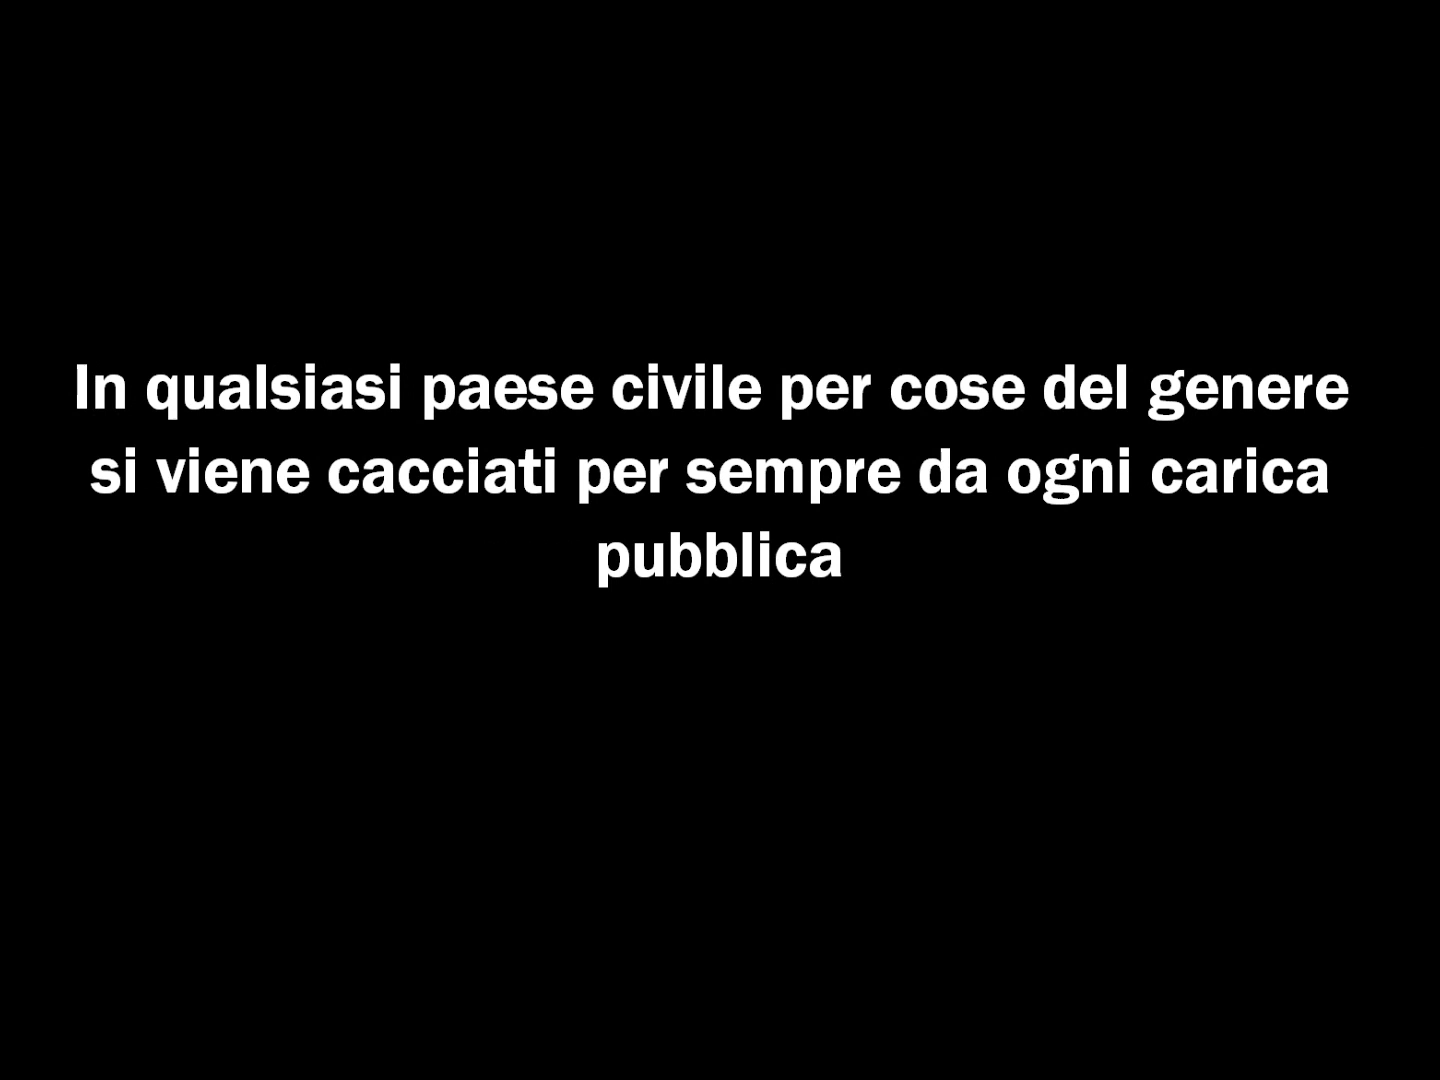 In qualsiasi paese civile per cose del genere
si viene cacciati per sempre da ogni carica
pubblica